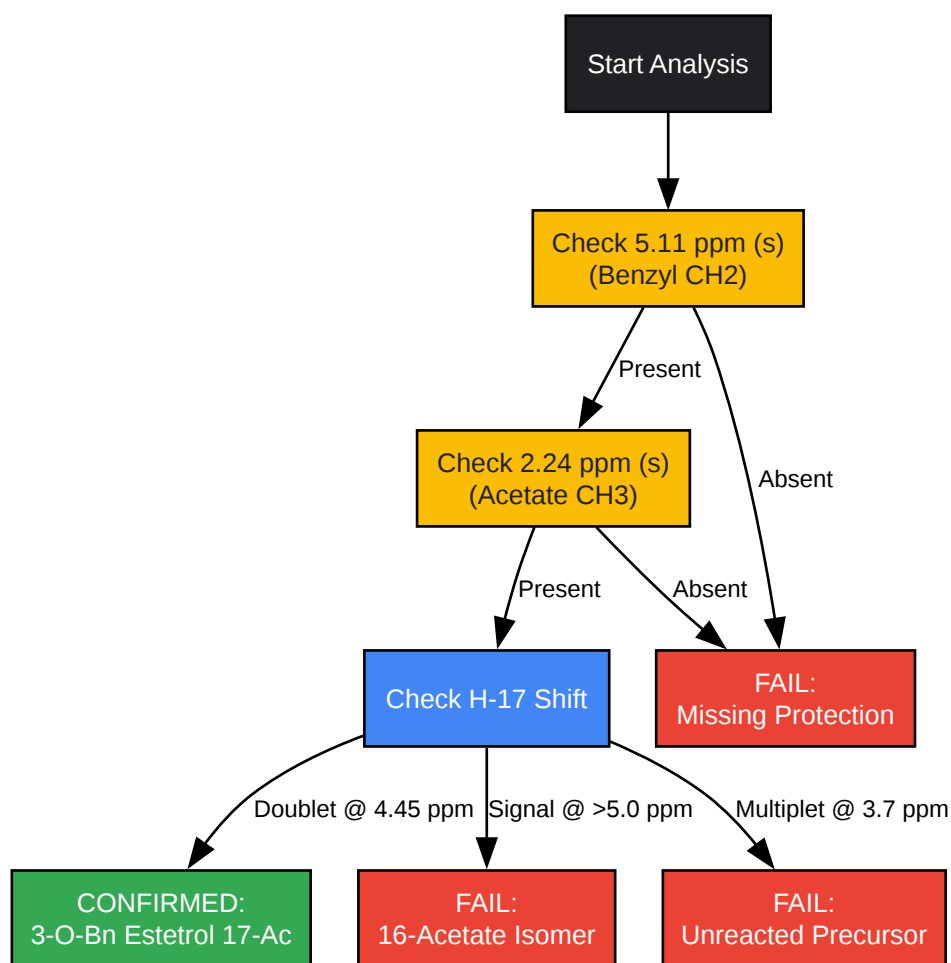 Start Analysis
Check 5.11 ppm (s)
(Benzyl CH2)
Present
Absent
Check 2.24 ppm (s)
(Acetate CH3)
Present
Absent
Check H-17 Shift
FAIL:
Missing Protection
Doublet @ 4.45 ppm
Signal @ >5.0 ppm
Multiplet @ 3.7 ppm
CONFIRMED:
3-O-Bn Estetrol 17-Ac
FAIL:
16-Acetate Isomer
FAIL:
Unreacted Precursor